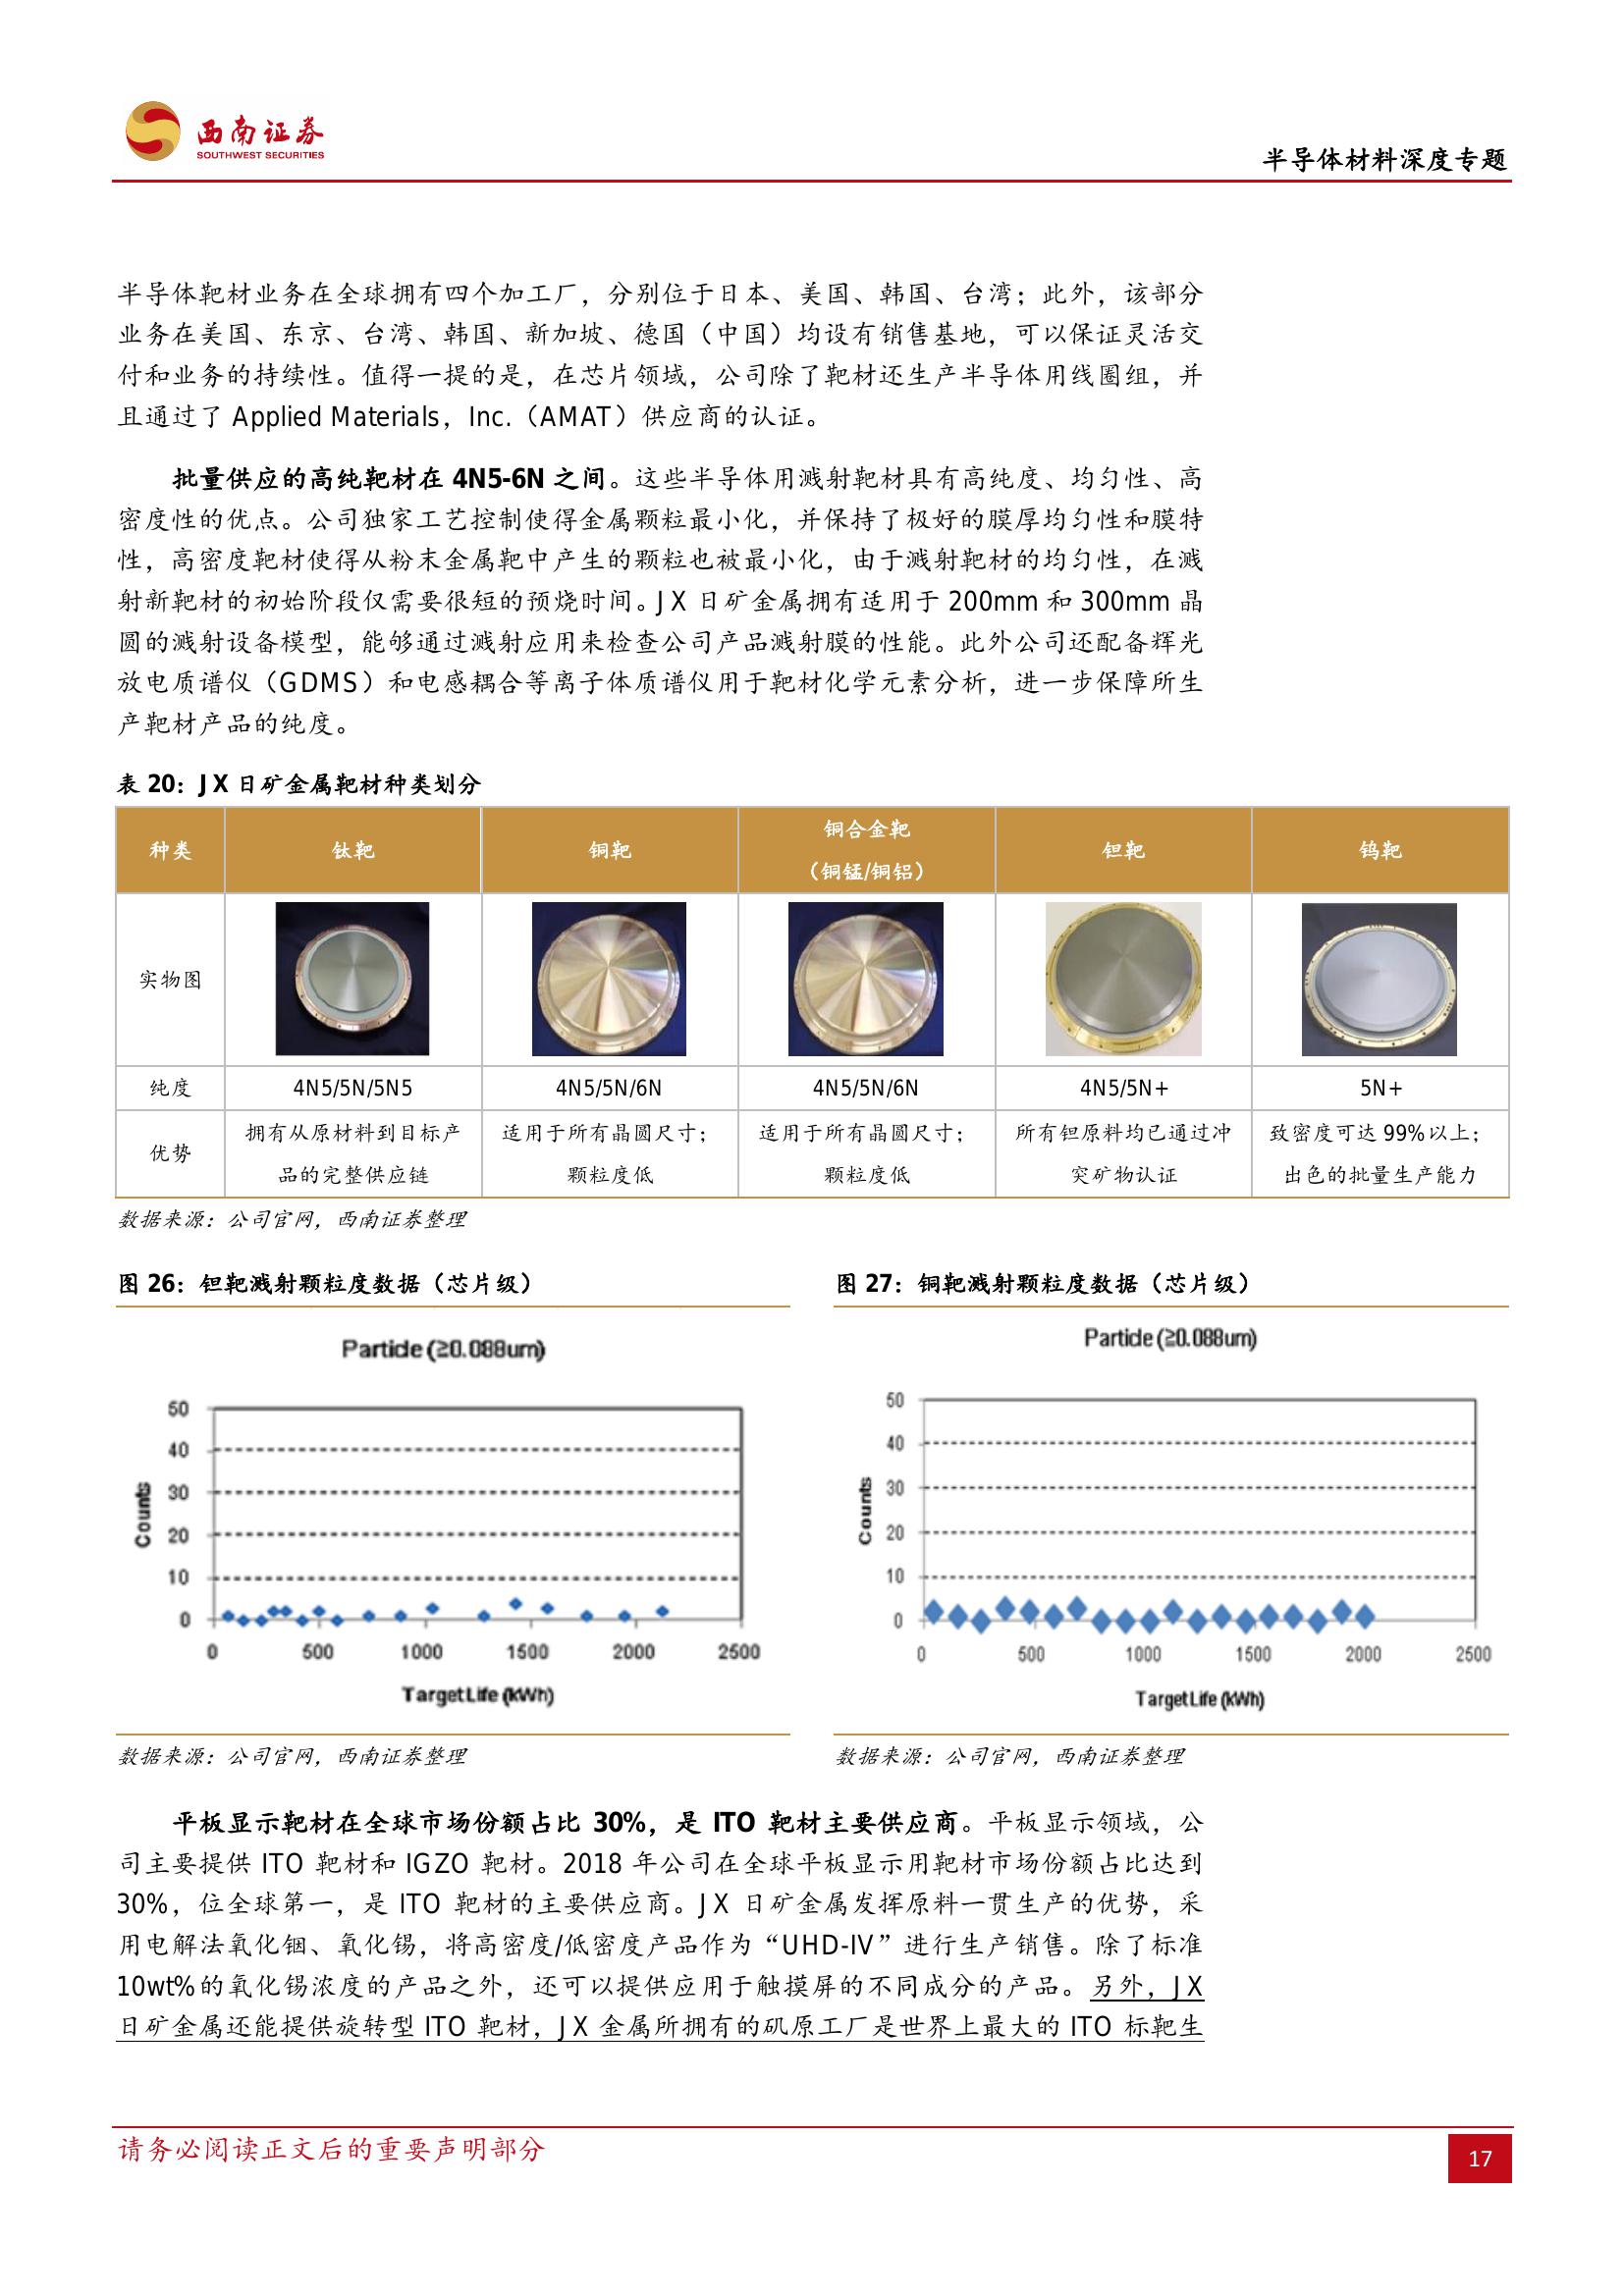 西南证券
SOUTHWEST SECURITIES
半导体材料深度专题
半导体靶材业务在全球拥有四个加工厂，分别位于日本、美国、韩国、台湾；此外，该部分
业务在美国、东京、台湾、韩国、新加坡、德国（中国）均设有销售基地，可以保证灵活交
付和业务的持续性。值得一提的是，在芯片领域，公司除了靶材还生产半导体用线圈组，并
且通过了 Applied Materials，Inc.（AMAT）供应商的认证。
批量供应的高纯靶材在 4N5-6N 之间。这些半导体用溅射靶材具有高纯度、均匀性、高
密度性的优点。公司独家工艺控制使得金属颗粒最小化，并保持了极好的膜厚均匀性和膜特
性，高密度靶材使得从粉末金属靶中产生的颗粒也被最小化，由于溅射靶材的均匀性，在溅
射新靶材的初始阶段仅需要很短的预烧时间。JX 日矿金属拥有适用于 200mm 和 300mm 晶
圆的溅射设备模型，能够通过溅射应用来检查公司产品溅射膜的性能。此外公司还配备辉光
放电质谱仪（GDMS）和电感耦合等离子体质谱仪用于靶材化学元素分析，进一步保障所生
产靶材产品的纯度。
表 20：JX 日矿金属靶材种类划分
种类 钛靶 铜靶 铜合金靶（铜锰/铜铝） 钽靶 钨靶
实物图
纯度 4N5/5N/5N5 4N5/5N/6N 4N5/5N/6N 4N5/5N+ 5N+
优势 拥有从原材料到目标产品的完整供应链 适用于所有晶圆尺寸；颗粒度低 适用于所有晶圆尺寸；颗粒度低 所有钽原料均已通过冲突矿物认证 致密度可达 99%以上；出色的批量生产能力
数据来源：公司官网，西南证券整理
图 26：钽靶溅射颗粒度数据（芯片级）
Particle (≧0.088um)
50
40
30
20
10
0
Counts
0 500 1000 1500 2000 2500
Target Life (kWh)
数据来源：公司官网，西南证券整理
图 27：铜靶溅射颗粒度数据（芯片级）
Particle (≧0.088um)
50
40
30
20
10
0
Counts
0 500 1000 1500 2000 2500
Target Life (kWh)
数据来源：公司官网，西南证券整理
平板显示靶材在全球市场份额占比 30%，是 ITO 靶材主要供应商。平板显示领域，公
司主要提供 ITO 靶材和 IGZO 靶材。2018 年公司在全球平板显示用靶材市场份额占比达到
30%，位全球第一，是 ITO 靶材的主要供应商。JX 日矿金属发挥原料一贯生产的优势，采
用电解法氧化铟、氧化锡，将高密度/低密度产品作为“UHD-IV”进行生产销售。除了标准
10wt%的氧化锡浓度的产品之外，还可以提供应用于触摸屏的不同成分的产品。另外，JX
日矿金属还能提供旋转型 ITO 靶材，JX 金属所拥有的矶原工厂是世界上最大的 ITO 标靶生
请务必阅读正文后的重要声明部分
17